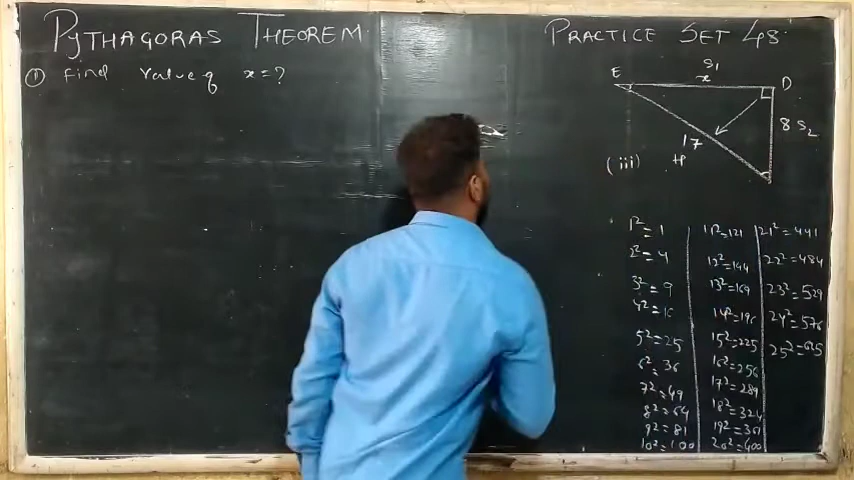 PYTHAGORAS THEOREM
PRACTICE SET 48
① Find value of x = ?
S₁
E x D
8 S₂
17
(iii) H
1² = 1
2² = 4
3² = 9
4² = 16
5² = 25
6² = 36
7² = 49
8² = 64
9² = 81
10² = 100
11² = 121
12² = 144
13² = 169
14² = 196
15² = 225
16² = 256
17² = 289
18² = 324
19² = 361
20² = 400
21² = 441
22² = 484
23² = 529
24² = 576
25² = 625